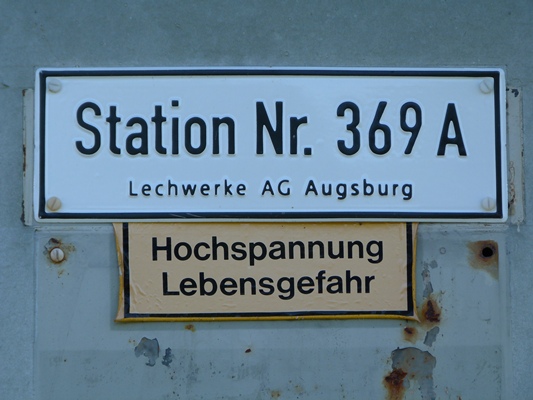 Station Nr. 369 A
Lechwerke AG Augsburg
Hochspannung
Lebensgefahr